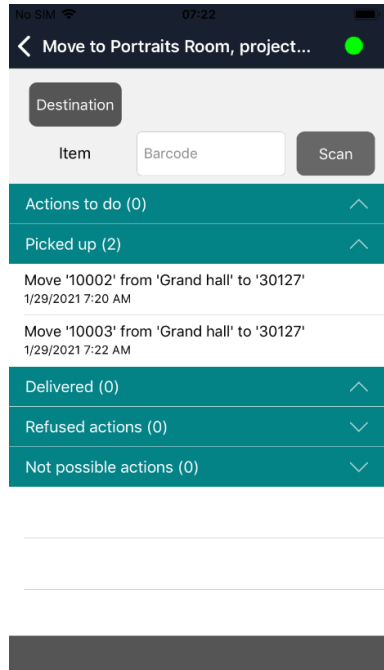 No SIM 07:22
Move to Portraits Room, project...
Destination
Item Barcode Scan
Actions to do (0)
Picked up (2)
Move '10002' from 'Grand hall' to '30127'
1/29/2021 7:20 AM
Move '10003' from 'Grand hall' to '30127'
1/29/2021 7:22 AM
Delivered (0)
Refused actions (0)
Not possible actions (0)